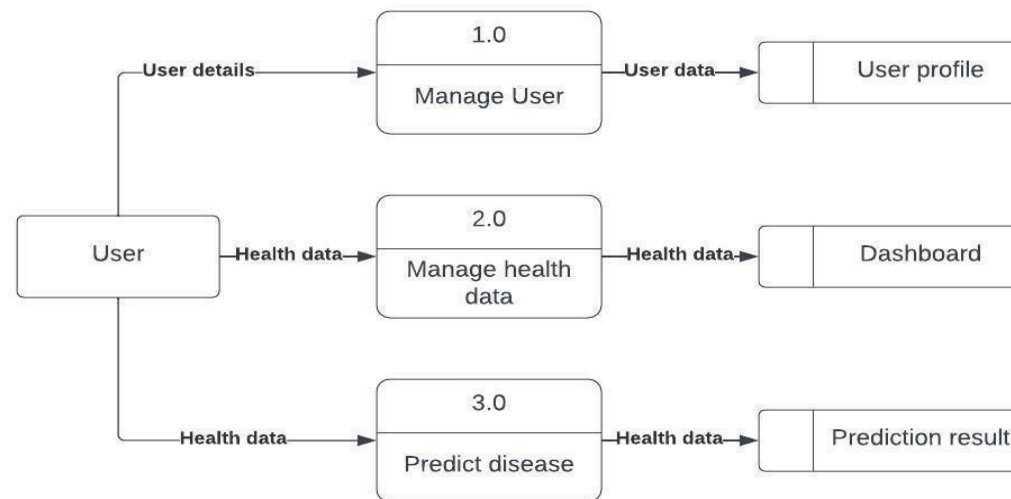 1.0
User details
Manage User
User data
User profile
User
Health data
2.0
Manage health
data
Health data
Dashboard
Health data
3.0
Predict disease
Health data
Prediction result